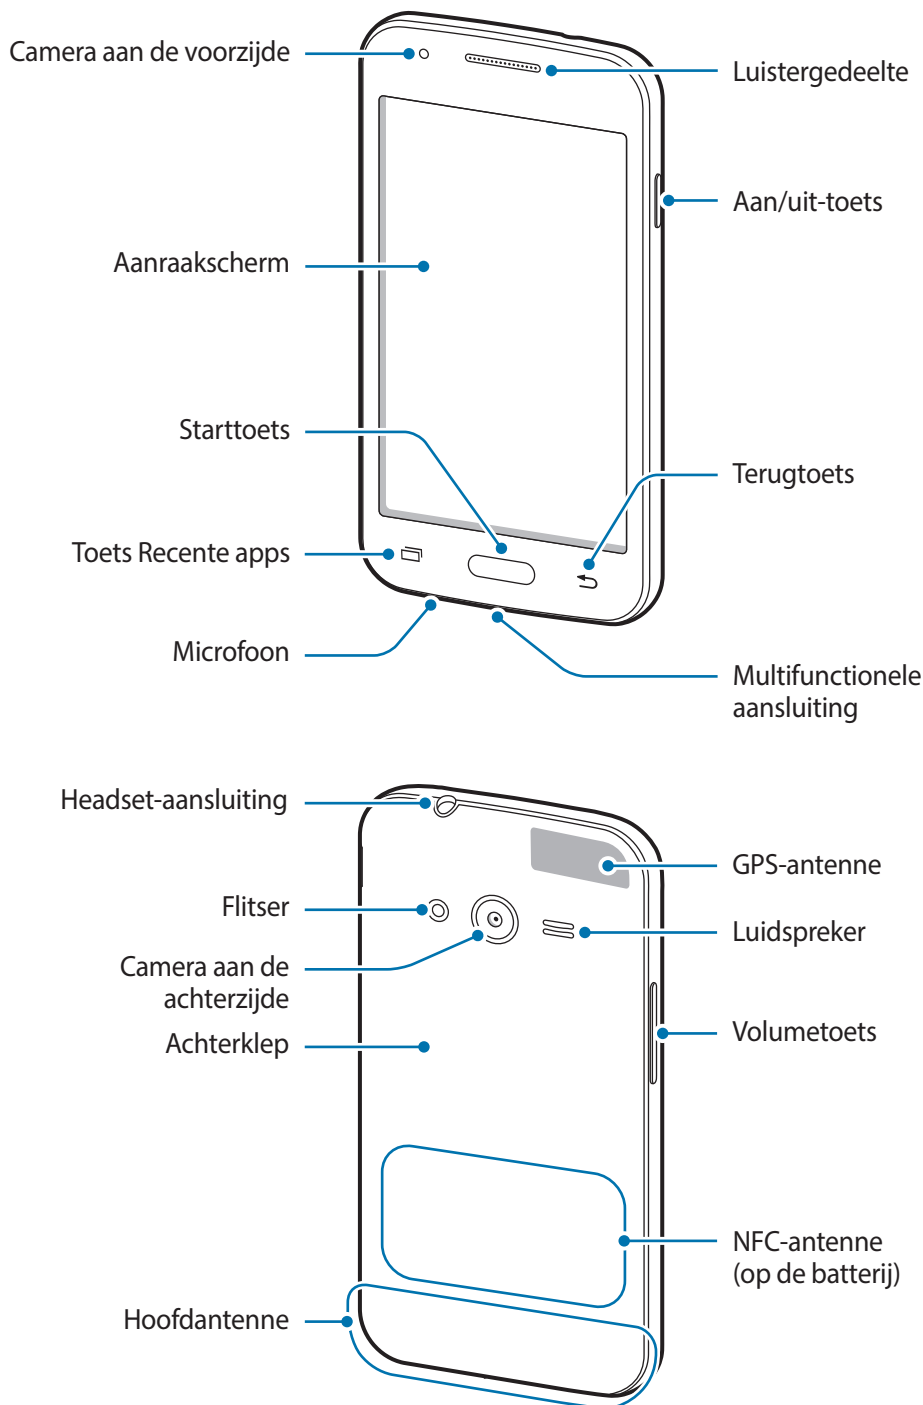 Camera aan de voorzijde
Luistergedeelte
Aan/uit-toets
Aanraakscherm
Starttoets
Terugtoets
Toets Recente apps
Microfoon
Multifunctionele
aansluiting
Headset-aansluiting
GPS-antenne
Flitser
Luidspreker
Camera aan de
achterzijde
Volumetoets
Achterklep
NFC-antenne
(op de batterij)
Hoofdantenne